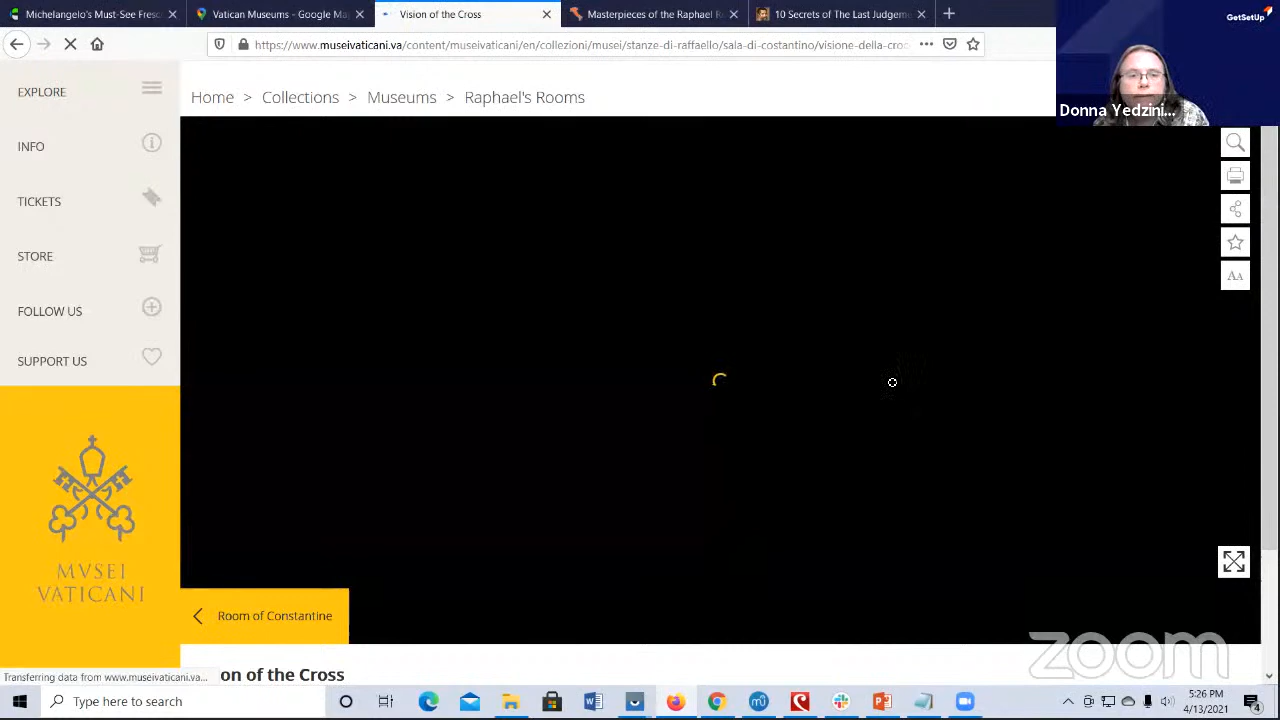 Michelangelo's Must-See Fresc
Vatican Museums - Google Ma
Vision of the Cross
Masterpieces of the Raphael R
10 Secrets of The Last Judgeme
https://www.museivaticani.va/content/museivaticani/en/collezioni/musei/stanze-di-raffaello/sala-di-costantino/visione-della-croc
GetSetUp
Donna Yedzini...
EXPLORE
INFO
TICKETS
STORE
FOLLOW US
SUPPORT US
MVSEI
VATICANI
Home > Collections > Museums > Raphael's Rooms
AA
Room of Constantine
zoom
Transferring data from www.museivaticani.va...
on of the Cross
Type here to search
5:26 PM
4/13/2021
4